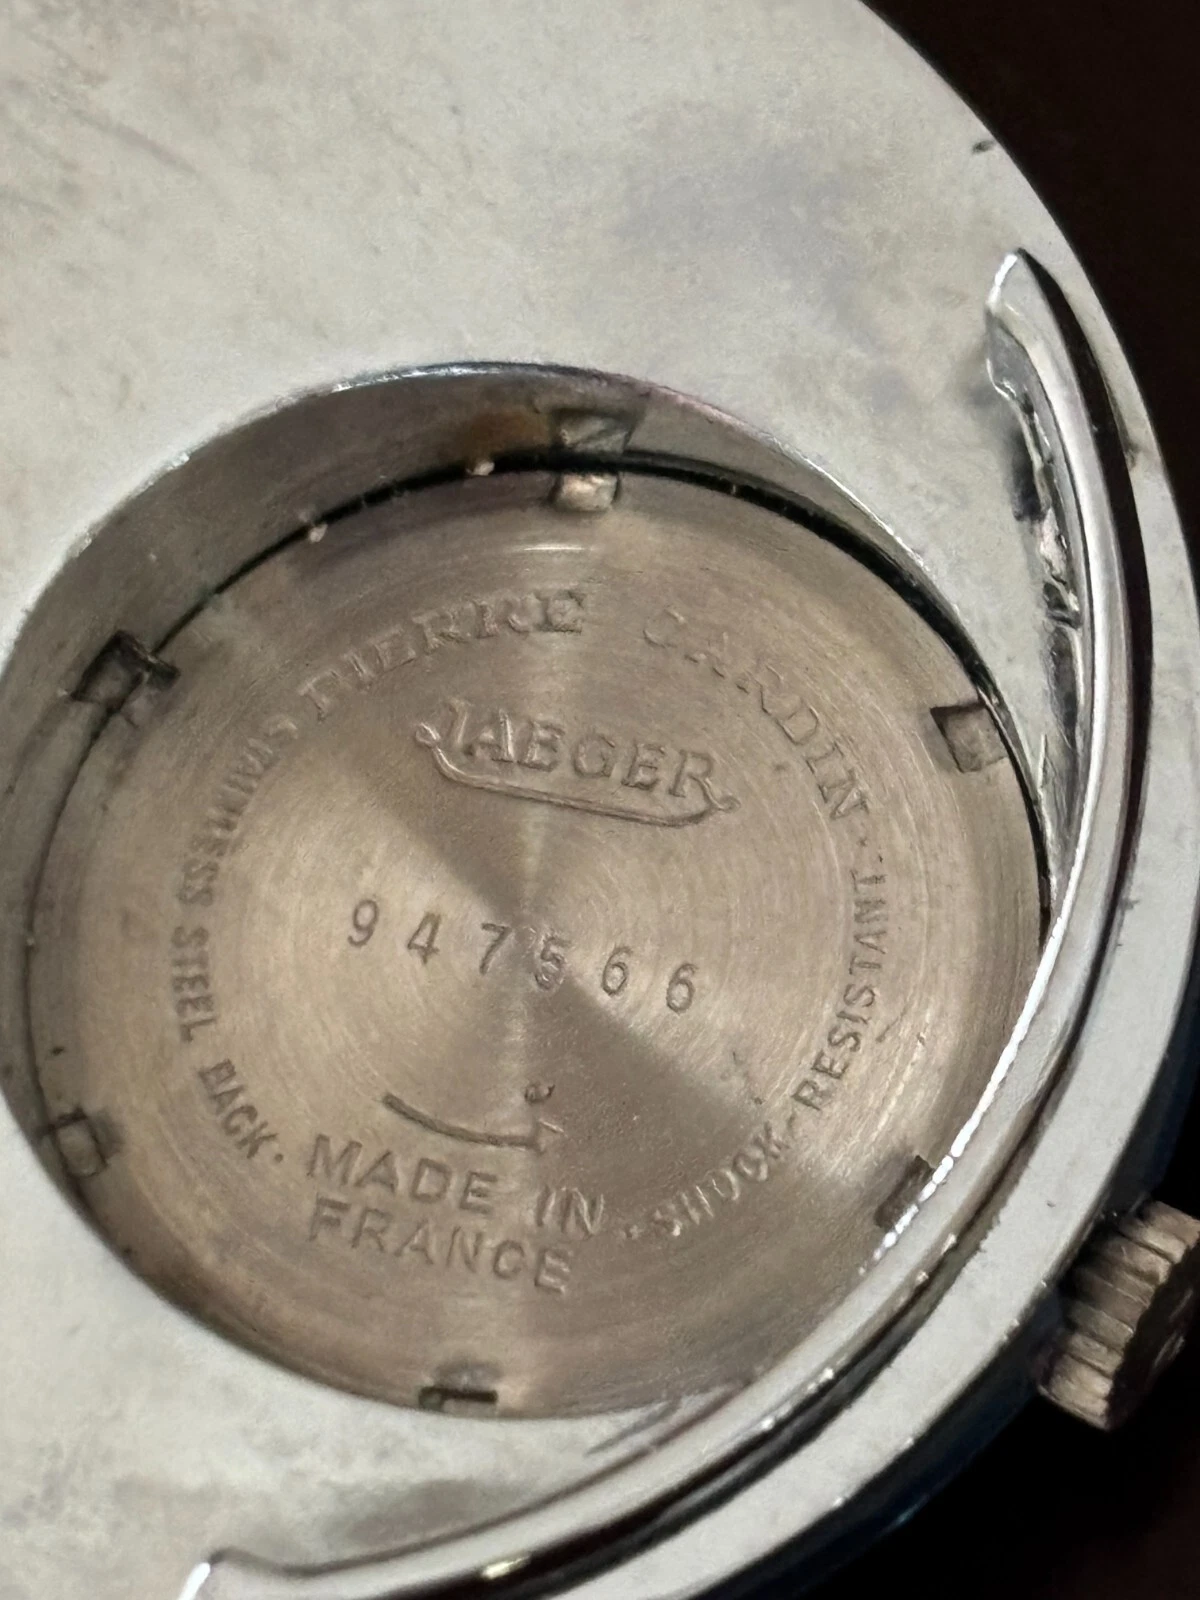 PIERRE CARDIN
JAEGER
947566
MADE IN
FRANCE
· SHOCK-RESISTANT ·
STAINLESS STEEL BACK ·